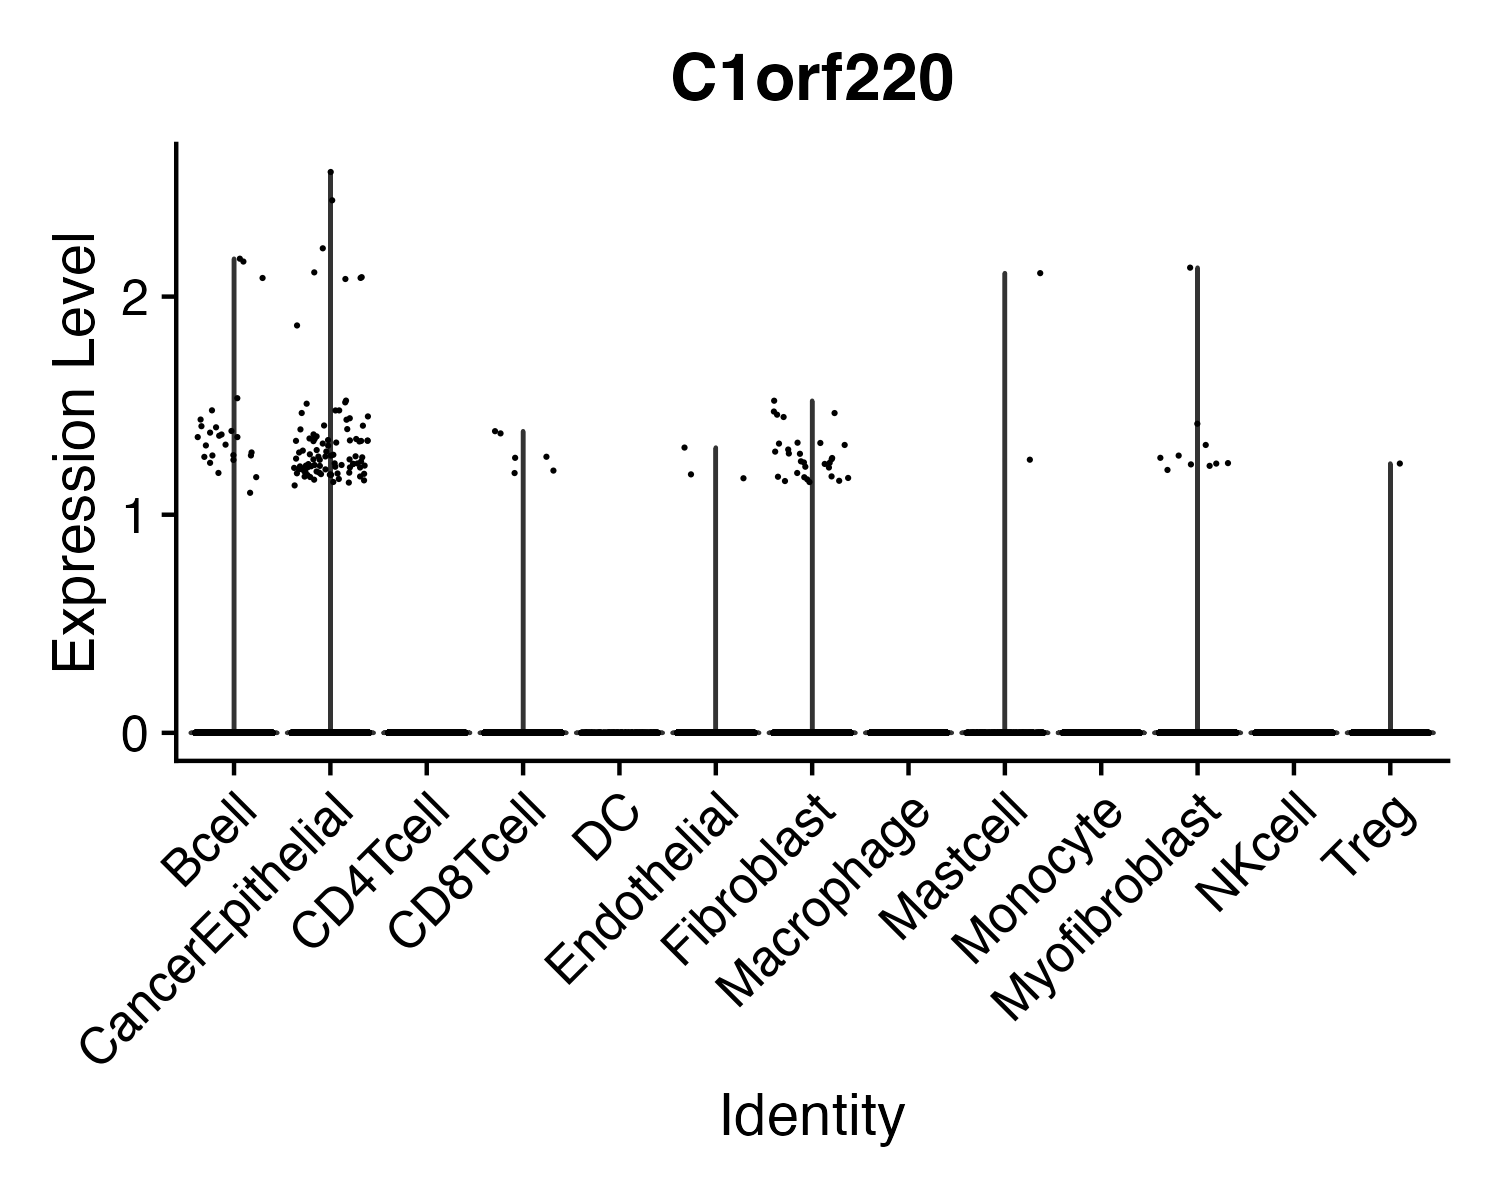 C1orf220
Expression Level
2
1
0
Bcell
CancerEpithelial
CD4Tcell
CD8Tcell
DC
Endothelial
Fibroblast
Macrophage
Mastcell
Monocyte
Myofibroblast
NKcell
Treg
Identity